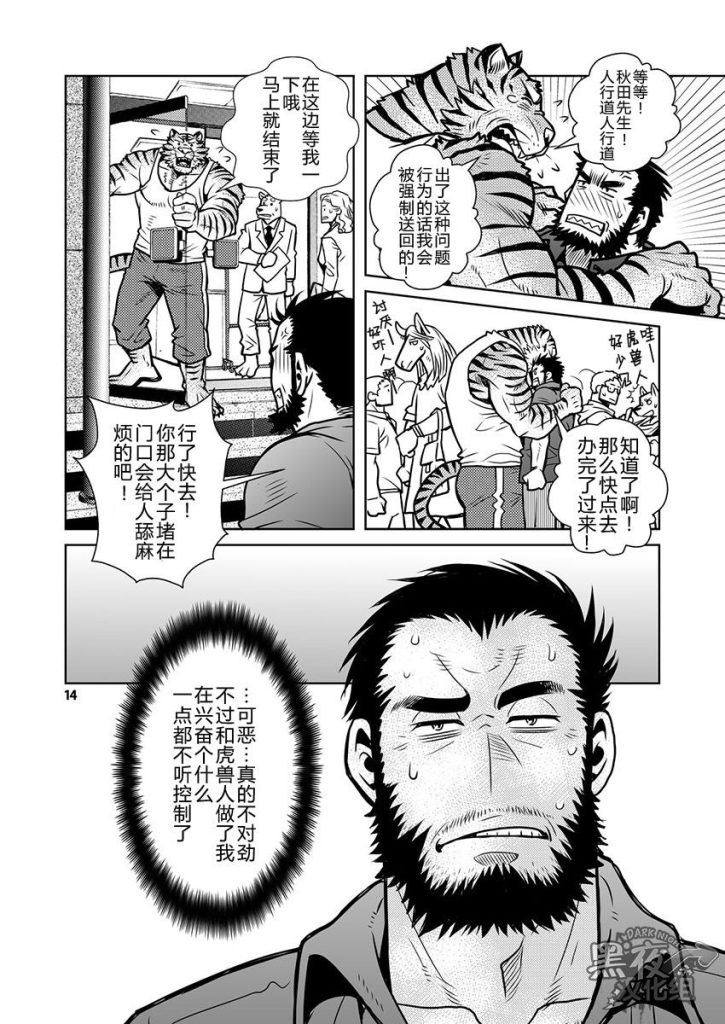 等等！
秋田先生！
人行道人行道
出了这种问题
行为的话我会
被强制送回的！
哇—
虎兽
好少
讨厌
好吓人啊
知道了啊！
那么快点去
办完了过来！
在这边等我一
下哦
马上就结束了
行了快去！
你那大个子堵在
门口会给人舔麻
烦的吧！
…可恶…真的不对劲
不过和虎兽人做了我
在兴奋个什么
一点都不听控制了
14
DARK NIGHT
黑夜
汉化组